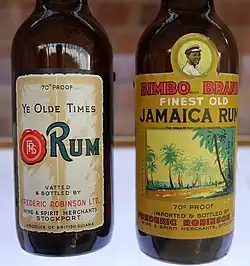 70° PROOF
YE OLDE TIMES
RUM
VATTED
& BOTTLED BY
FREDERIC ROBINSON LTD.
WINE & SPIRIT MERCHANTS
STOCKPORT.
PRODUCE OF BRITISH GUIANA
BIMBO BRAND
FINEST OLD
JAMAICA RUM
70° PROOF
IMPORTED & BOTTLED BY
FREDERIC ROBINSON
WINE & SPIRIT MERCHANTS,
STOCKPORT